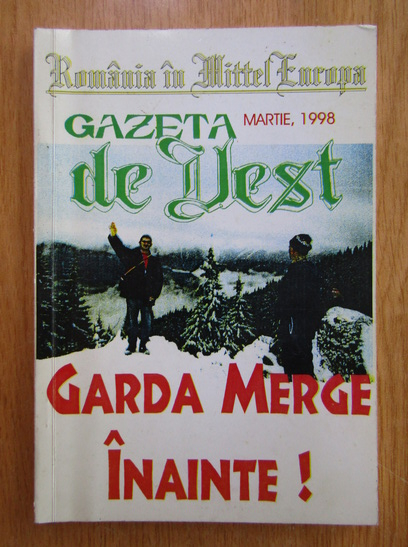 România în Mittel Europa
GAZETA MARTIE, 1998
de Vest
GARDA MERGE
ÎNAINTE !